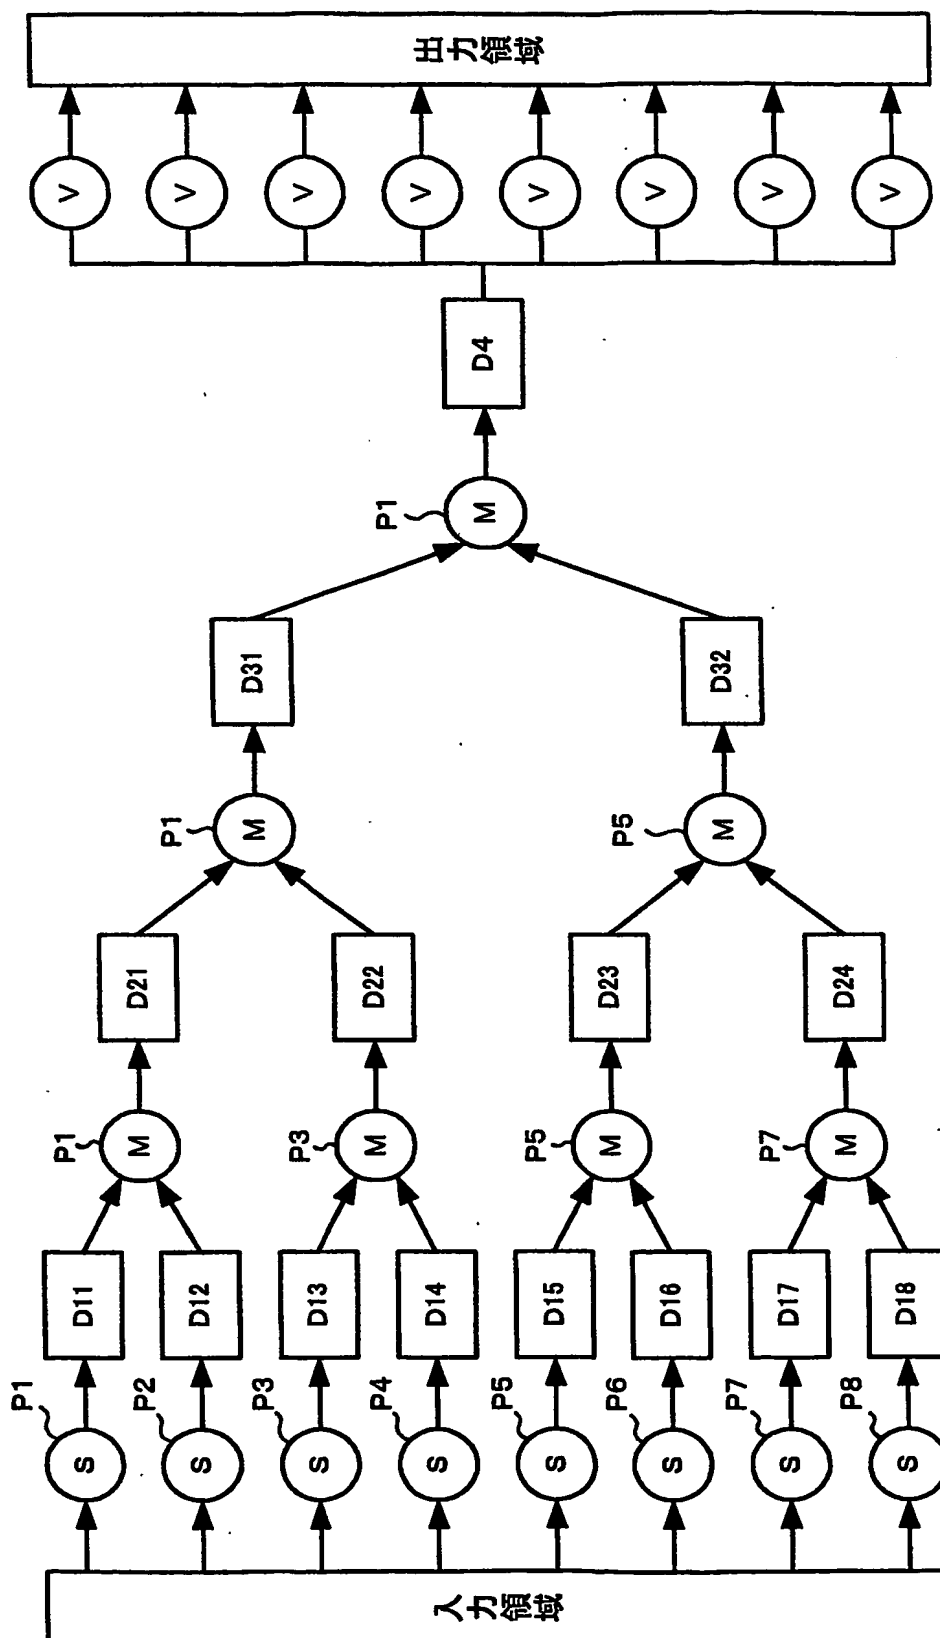 入力領域
P1
S
P2
S
P3
S
P4
S
P5
S
P6
S
P7
S
P8
S
D11
D12
D13
D14
D15
D16
D17
D18
P1
M
P3
M
P5
M
P7
M
D21
D22
D23
D24
P1
M
P5
M
D31
D32
P1
M
D4
V
V
V
V
V
V
V
V
出力領域